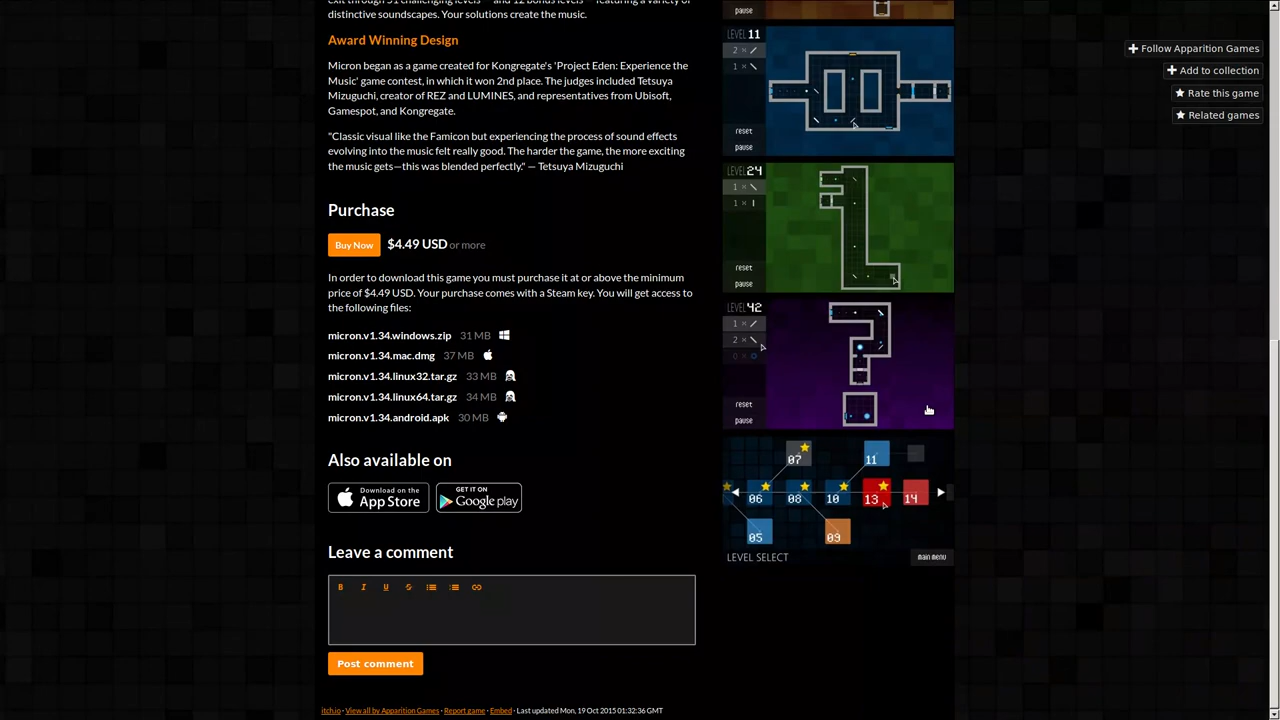 distinctive soundscapes. Your solutions create the music.
Award Winning Design
Micron began as a game created for Kongregate's 'Project Eden: Experience the
Music' game contest, in which it won 2nd place. The judges included Tetsuya
Mizuguchi, creator of REZ and LUMINES, and representatives from Ubisoft,
Gamespot, and Kongregate.
"Classic visual like the Famicon but experiencing the process of sound effects
evolving into the music felt really good. The harder the game, the more exciting
the music gets—this was blended perfectly." — Tetsuya Mizuguchi
Purchase
Buy Now $4.49 USD or more
In order to download this game you must purchase it at or above the minimum
price of $4.49 USD. Your purchase comes with a Steam key. You will get access to
the following files:
micron.v1.34.windows.zip 31 MB
micron.v1.34.mac.dmg 37 MB
micron.v1.34.linux32.tar.gz 33 MB
micron.v1.34.linux64.tar.gz 34 MB
micron.v1.34.android.apk 30 MB
Also available on
Download on the
App Store
GET IT ON
Google play
Leave a comment
B I U S
Post comment
itch.io · View all by Apparition Games · Report game · Embed · Last updated Mon, 19 Oct 2015 01:32:36 GMT
pause
LEVEL 11
2 ×
1 ×
reset
pause
LEVEL 24
1 ×
1 ×
reset
pause
LEVEL 42
1 ×
2 ×
0 ×
reset
pause
07 11
06 08 10 13 14
05 09
LEVEL SELECT
main menu
Follow Apparition Games
Add to collection
Rate this game
Related games